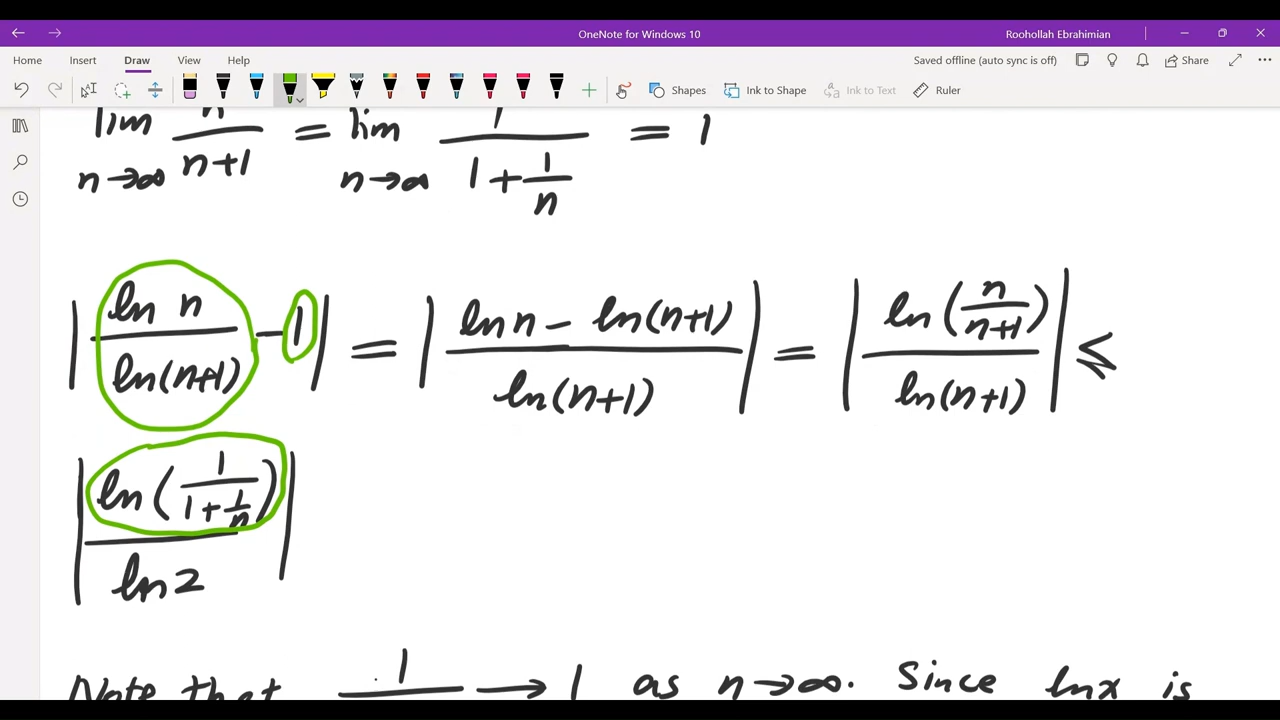 OneNote for Windows 10
Roohollah Ebrahimian
Home Insert Draw View Help
Saved offline (auto sync is off)
Share
Shapes Ink to Shape Ink to Text Ruler
lim n→∞ n/(n+1) = lim n→∞ 1/(1 + 1/n) = 1
| ln n / ln(n+1) − 1 | = | (ln n − ln(n+1)) / ln(n+1) | = | ln(n/(n+1)) / ln(n+1) | ≤
| ln(1/(1 + 1/n)) / ln 2 |
Note that 1 → 1 as n→∞. Since ln x is